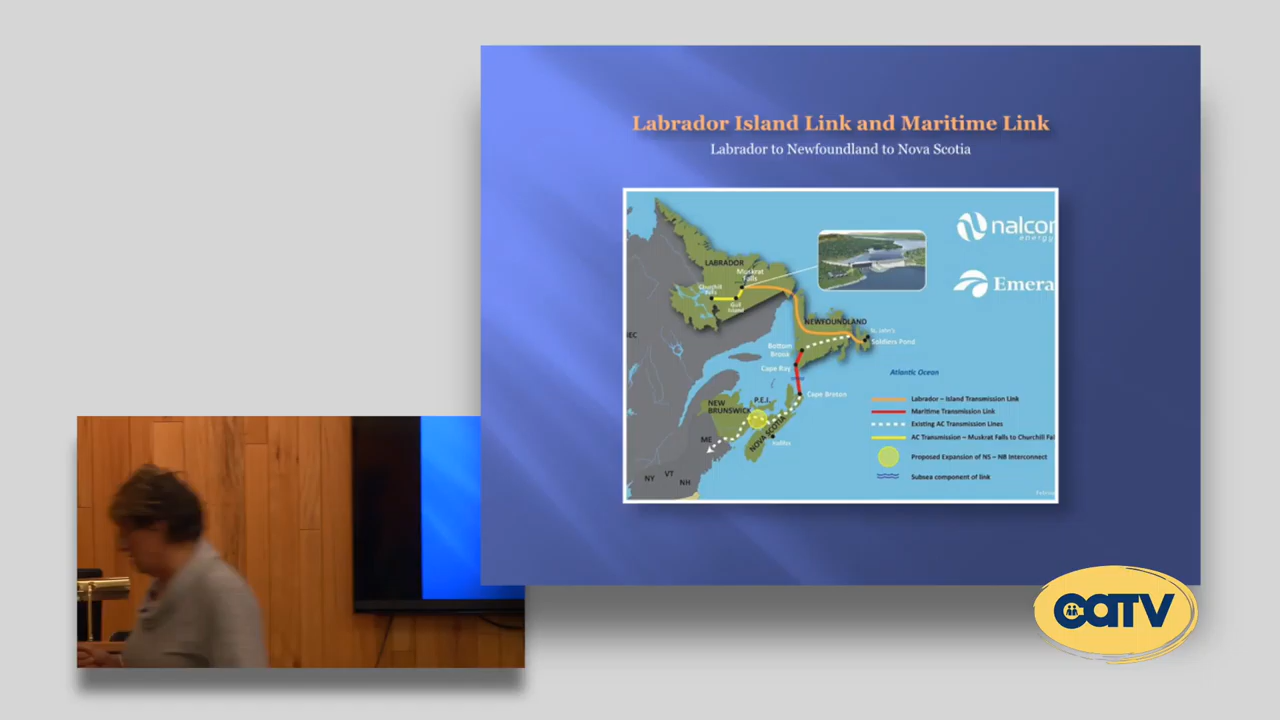 Labrador Island Link and Maritime Link
Labrador to Newfoundland to Nova Scotia
nalcor
energy
Emera
LABRADOR
Muskrat
Falls
Churchill
Falls
Gull
Island
NEWFOUNDLAND
St. John's
Soldiers Pond
Bottom
Brook
Cape Ray
Atlantic Ocean
Cape Breton
P.E.I.
NEW
BRUNSWICK
NOVA SCOTIA
Halifax
ME
VT
NY
NH
Labrador – Island Transmission Link
Maritime Transmission Link
Existing AC Transmission Lines
AC Transmission – Muskrat Falls to Churchill Fal
Proposed Expansion of NS – NB Interconnect
Subsea component of link
CATV